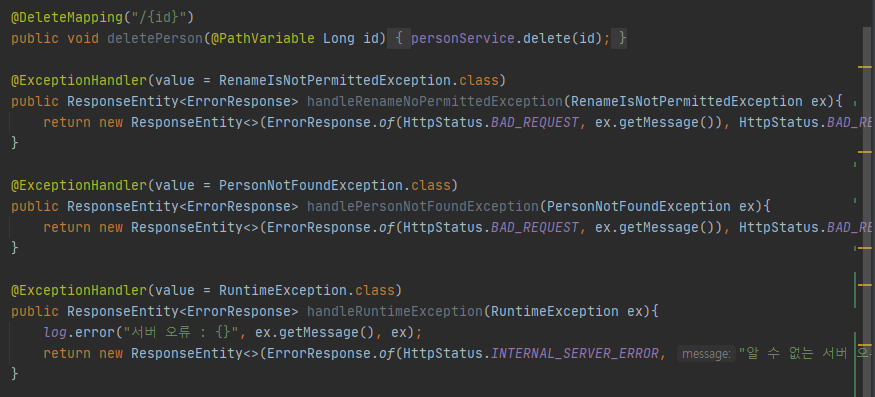 @DeleteMapping("/{id}")
public void deletePerson(@PathVariable Long id) { personService.delete(id); }
@ExceptionHandler(value = RenameIsNotPermittedException.class)
public ResponseEntity<ErrorResponse> handleRenameNoPermittedException(RenameIsNotPermittedException ex){
return new ResponseEntity<>(ErrorResponse.of(HttpStatus.BAD_REQUEST, ex.getMessage()), HttpStatus.BAD_RE
}
@ExceptionHandler(value = PersonNotFoundException.class)
public ResponseEntity<ErrorResponse> handlePersonNotFoundException(PersonNotFoundException ex){
return new ResponseEntity<>(ErrorResponse.of(HttpStatus.BAD_REQUEST, ex.getMessage()), HttpStatus.BAD_RE
}
@ExceptionHandler(value = RuntimeException.class)
public ResponseEntity<ErrorResponse> handleRuntimeException(RuntimeException ex){
log.error("서버 오류 : {}", ex.getMessage(), ex);
return new ResponseEntity<>(ErrorResponse.of(HttpStatus.INTERNAL_SERVER_ERROR, message: "알 수 없는 서버
}